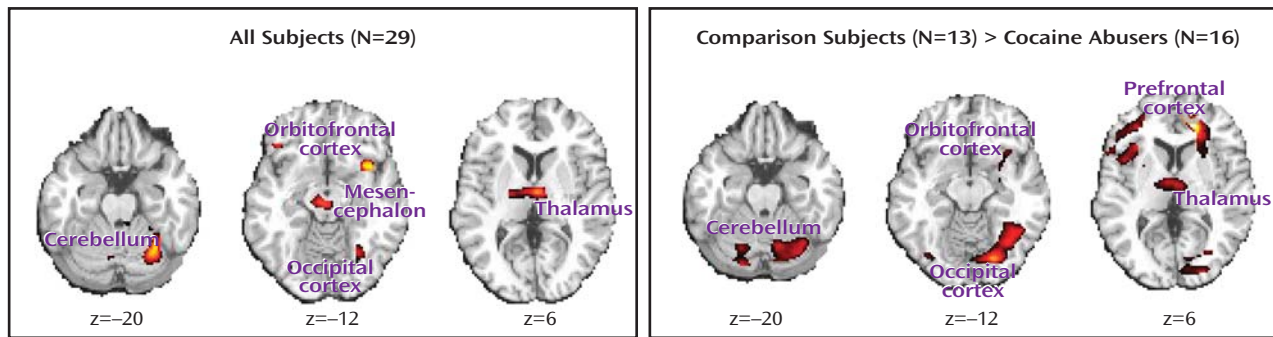 All Subjects (N=29)
Orbitofrontal
cortex
Mesen-
cephalon
Thalamus
Cerebellum
Occipital
cortex
z=–20
z=–12
z=6
Comparison Subjects (N=13) > Cocaine Abusers (N=16)
Prefrontal
cortex
Orbitofrontal
cortex
Thalamus
Cerebellum
Occipital
cortex
z=–20
z=–12
z=6